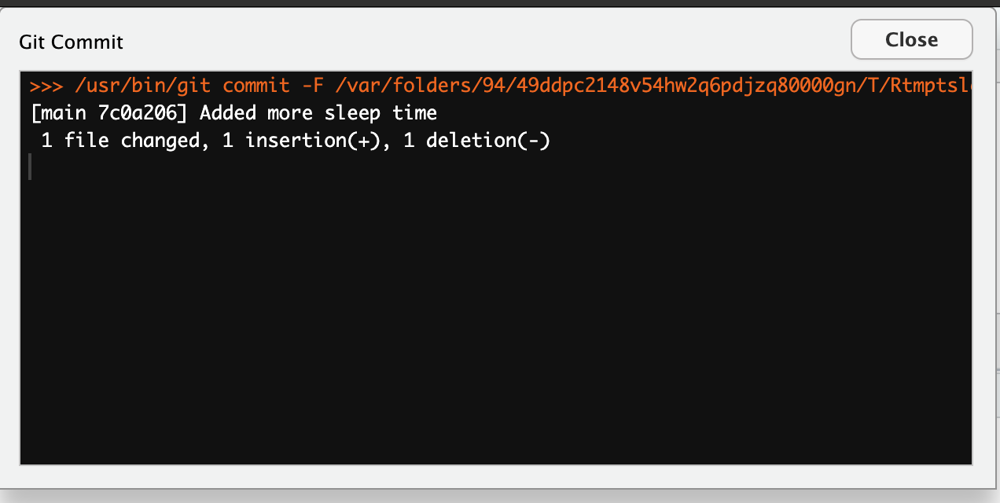 Git Commit
Close
>>> /usr/bin/git commit -F /var/folders/94/49ddpc2148v54hw2q6pdjzq80000gn/T/Rtmptsl
[main 7c0a206] Added more sleep time
1 file changed, 1 insertion(+), 1 deletion(-)